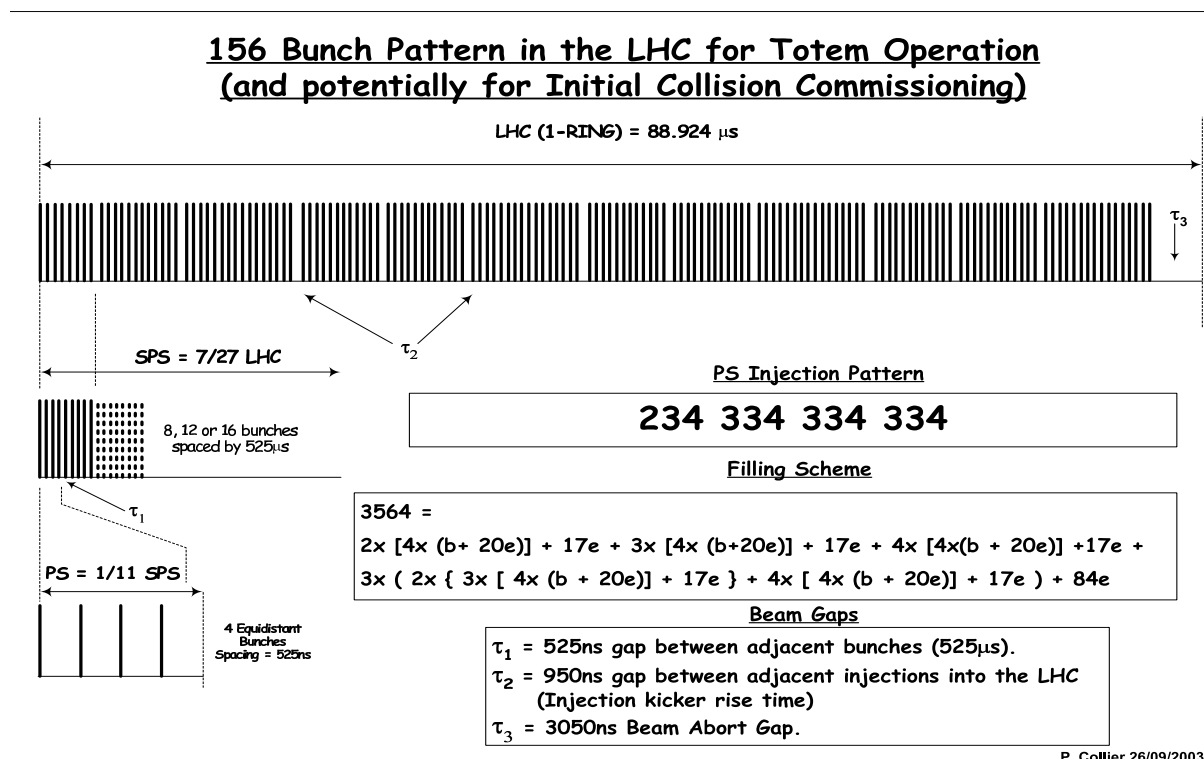 156 Bunch Pattern in the LHC for Totem Operation
(and potentially for Initial Collision Commissioning)
LHC (1-RING) = 88.924 μs
τ3
τ2
SPS = 7/27 LHC
8, 12 or 16 bunches
spaced by 525μs
τ1
PS = 1/11 SPS
4 Equidistant
Bunches
Spacing = 525ns
PS Injection Pattern
234 334 334 334
Filling Scheme
3564 =
2x [4x (b+ 20e)] + 17e + 3x [4x (b+20e)] + 17e + 4x [4x(b + 20e)] +17e +
3x ( 2x { 3x [ 4x (b + 20e)] + 17e } + 4x [ 4x (b + 20e)] + 17e ) + 84e
Beam Gaps
τ1 = 525ns gap between adjacent bunches (525μs).
τ2 = 950ns gap between adjacent injections into the LHC
(Injection kicker rise time)
τ3 = 3050ns Beam Abort Gap.
P. Collier 26/09/2003